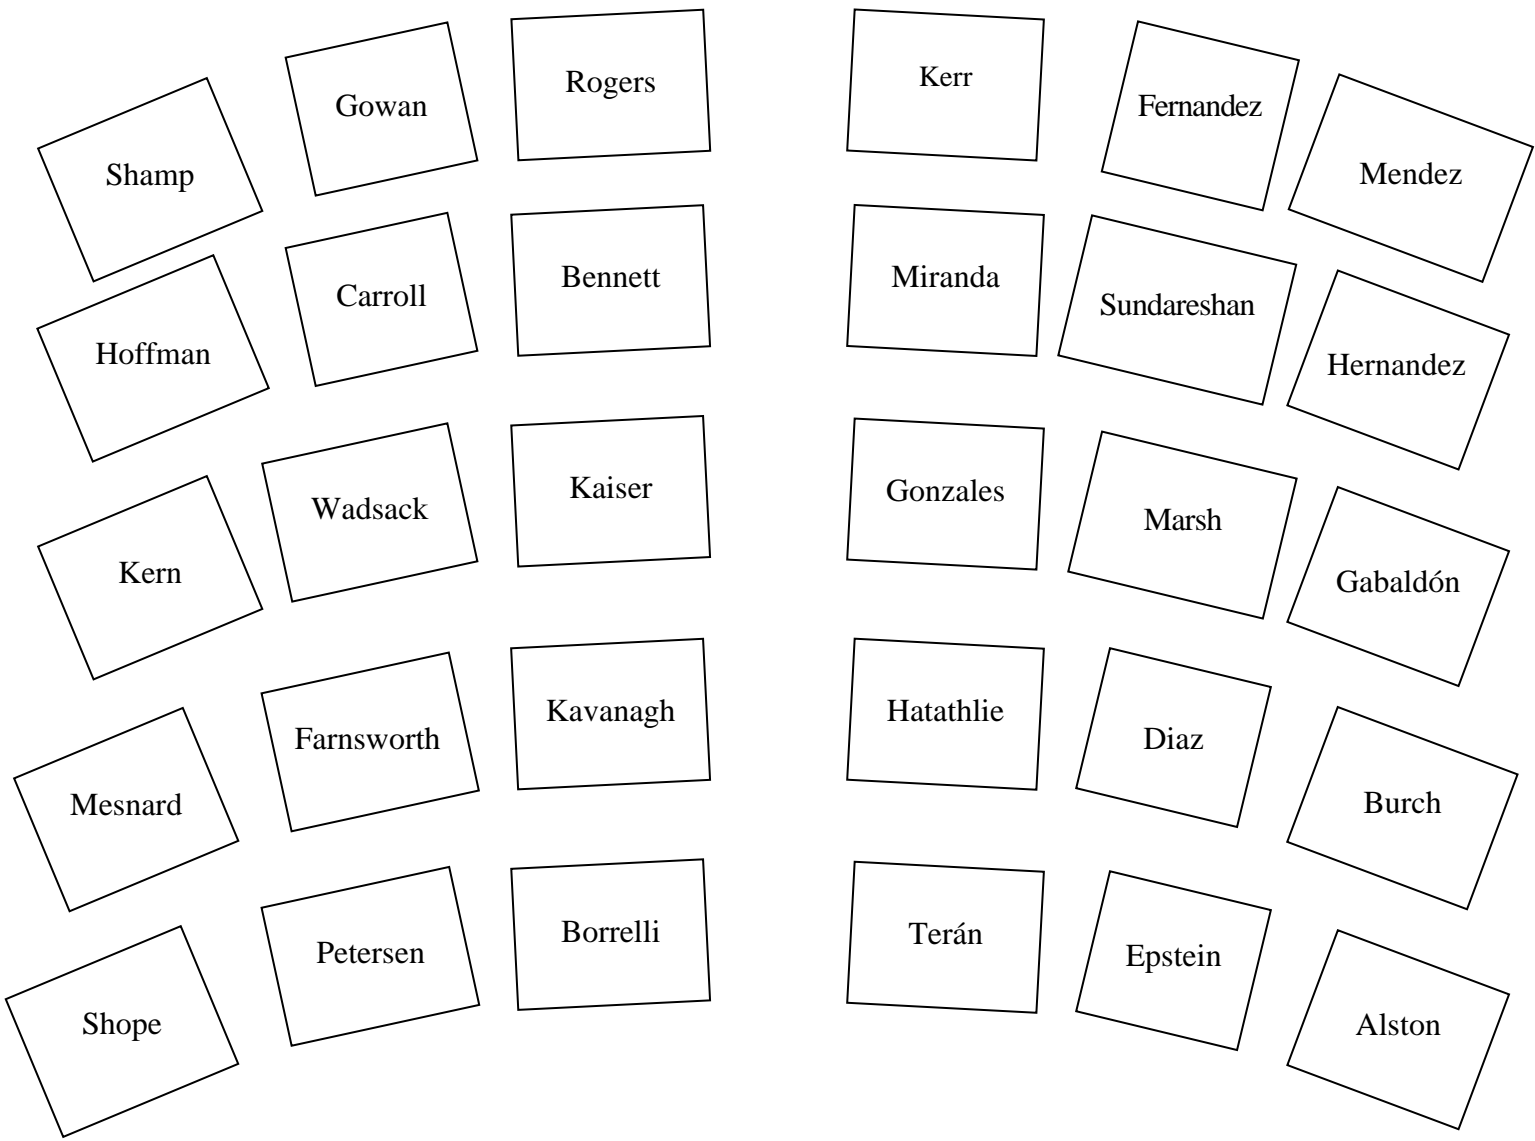 Shamp
Gowan
Rogers
Kerr
Fernandez
Mendez
Hoffman
Carroll
Bennett
Miranda
Sundareshan
Hernandez
Kern
Wadsack
Kaiser
Gonzales
Marsh
Gabaldón
Mesnard
Farnsworth
Kavanagh
Hatathlie
Diaz
Burch
Shope
Petersen
Borrelli
Terán
Epstein
Alston